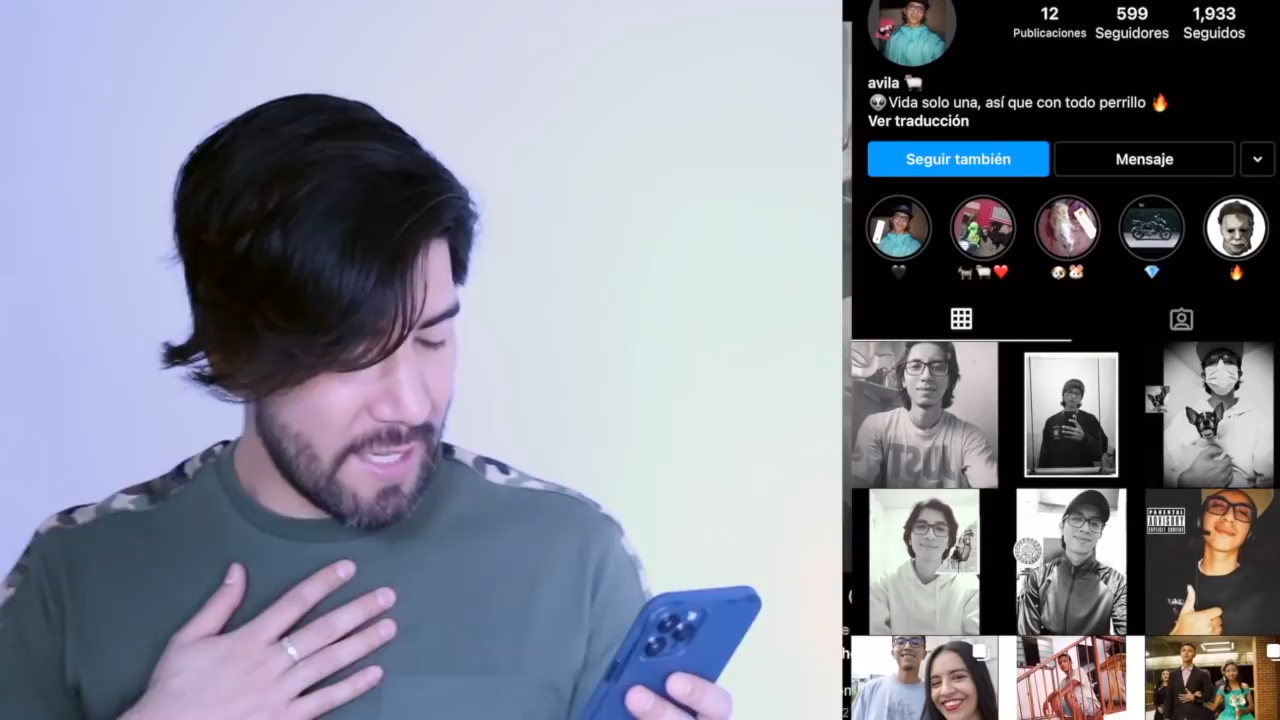 12 599 1,933
Publicaciones Seguidores Seguidos
avila
Vida solo una, así que con todo perrillo
Ver traducción
Seguir también Mensaje
PARENTAL
ADVISORY
EXPLICIT CONTENT